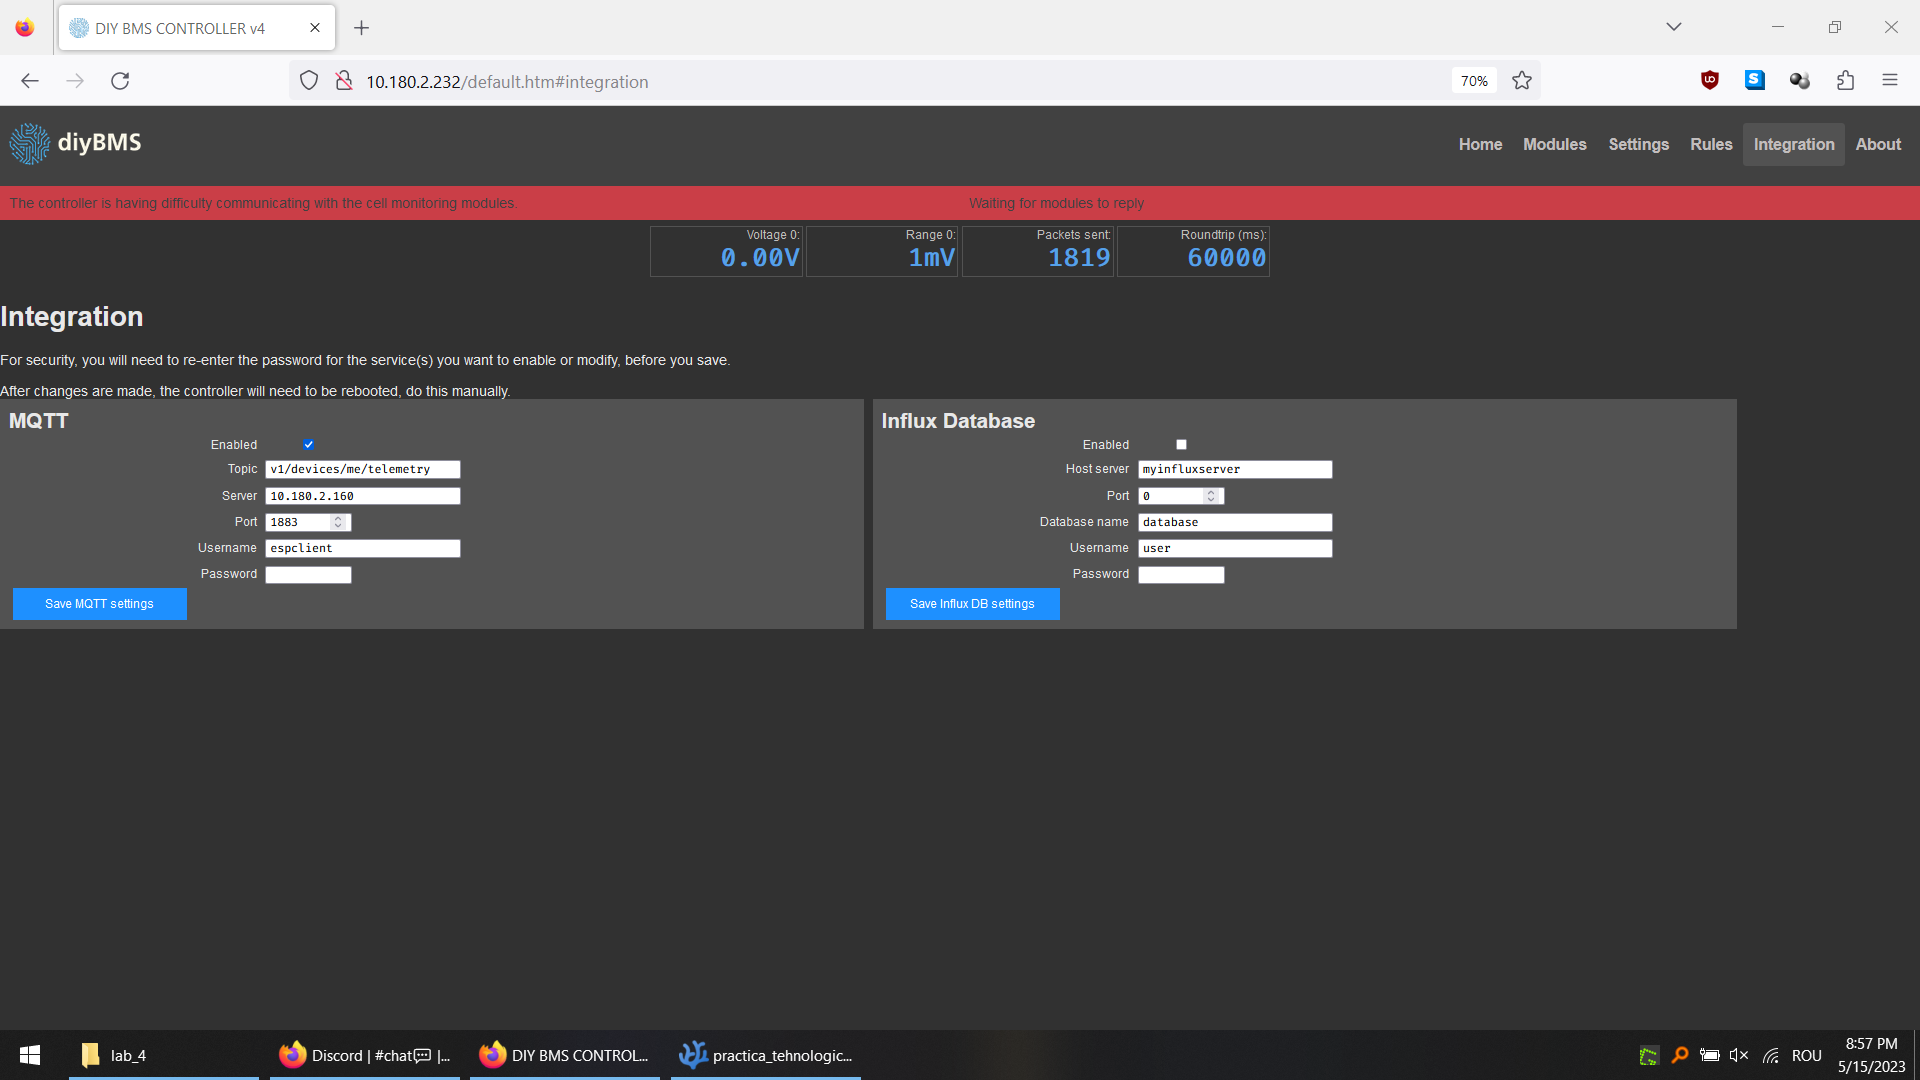 DIY BMS CONTROLLER v4
10.180.2.232/default.htm#integration
70%
diyBMS
Home Modules Settings Rules Integration About
The controller is having difficulty communicating with the cell monitoring modules. Waiting for modules to reply
Voltage 0: Range 0: Packets sent: Roundtrip (ms):
0.00V 1mV 1819 60000
Integration
For security, you will need to re-enter the password for the service(s) you want to enable or modify, before you save.
After changes are made, the controller will need to be rebooted, do this manually.
MQTT
Enabled
Topic v1/devices/me/telemetry
Server 10.180.2.160
Port 1883
Username espclient
Password
Save MQTT settings
Influx Database
Enabled
Host server myinfluxserver
Port 0
Database name database
Username user
Password
Save Influx DB settings
lab_4
Discord | #chat💬 |...
DIY BMS CONTROL...
practica_tehnologic...
ROU
8:57 PM
5/15/2023